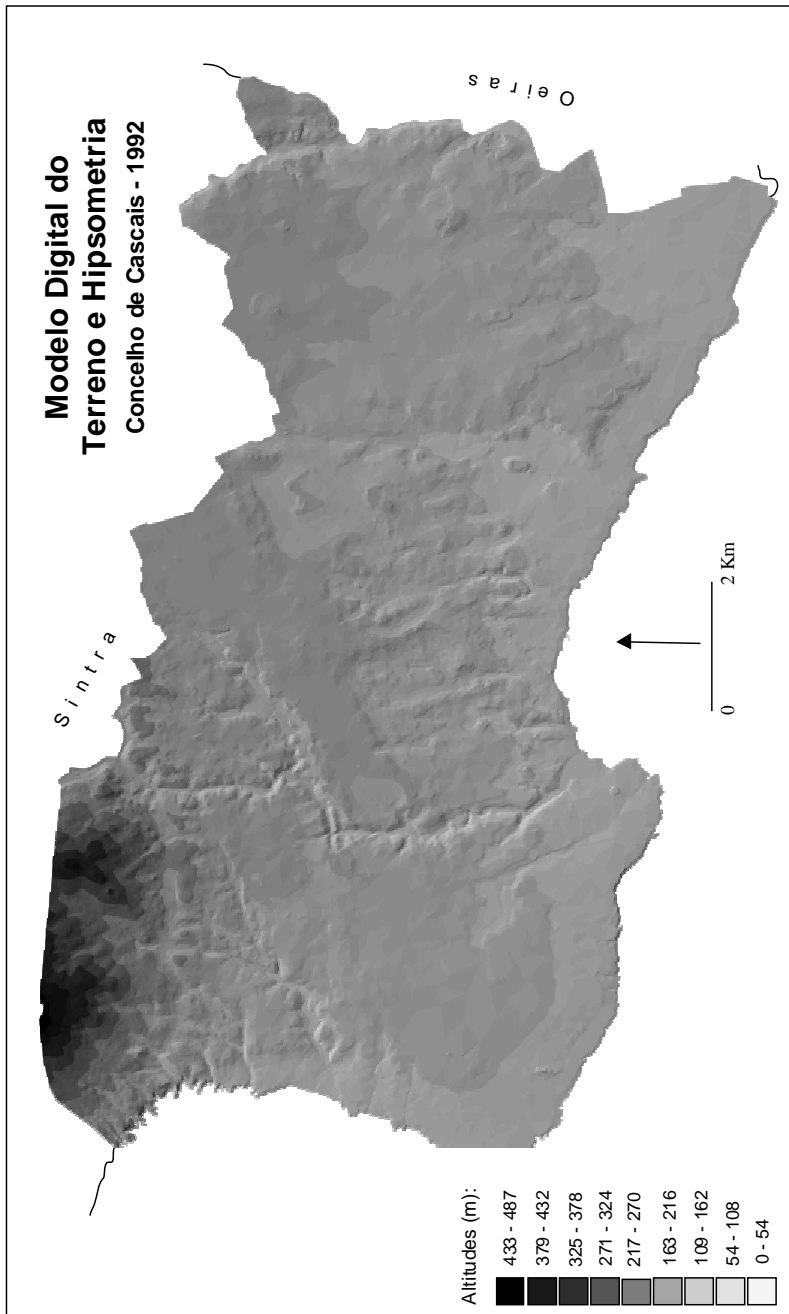 Modelo Digital do
Terreno e Hipsometria
Concelho de Cascais - 1992
Sintra
Oeiras
0 2 Km
Altitudes (m):
433 - 487
379 - 432
325 - 378
271 - 324
217 - 270
163 - 216
109 - 162
54 - 108
0 - 54